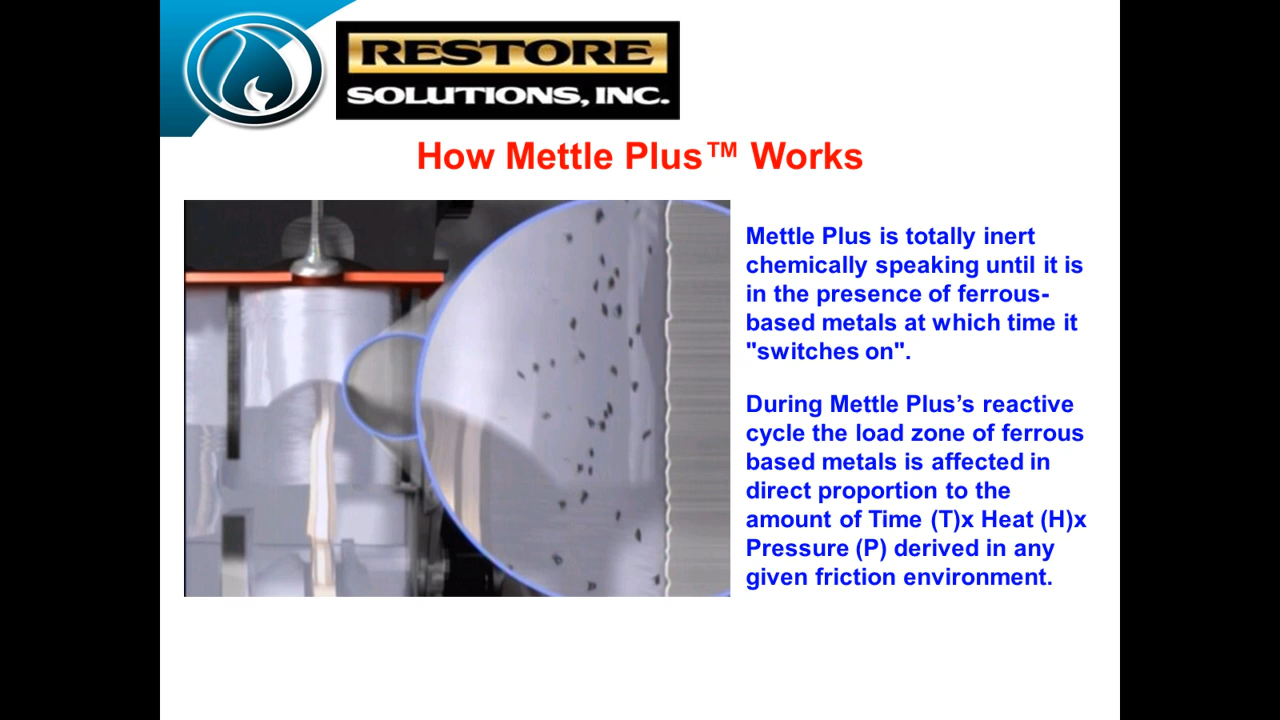 RESTORE
SOLUTIONS, INC.
How Mettle Plus™ Works
Mettle Plus is totally inert
chemically speaking until it is
in the presence of ferrous-
based metals at which time it
"switches on".
During Mettle Plus’s reactive
cycle the load zone of ferrous
based metals is affected in
direct proportion to the
amount of Time (T)x Heat (H)x
Pressure (P) derived in any
given friction environment.